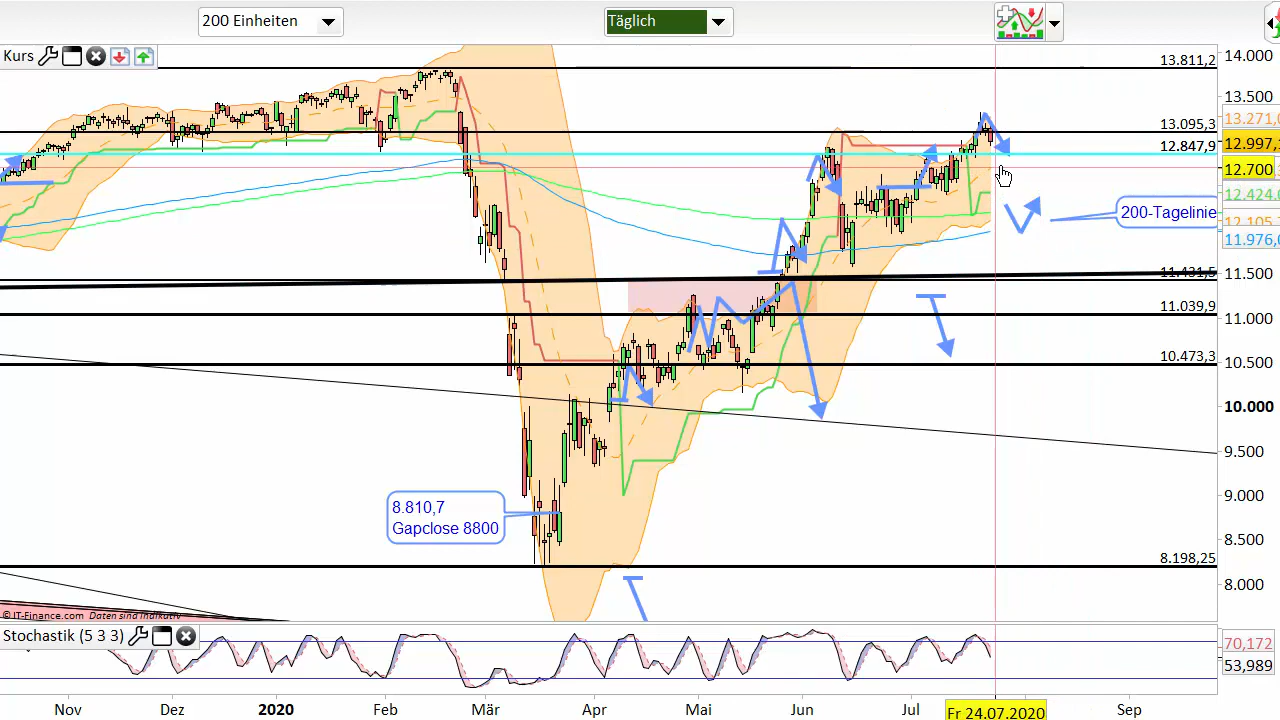 200 Einheiten
Täglich
Kurs
14.000
13.811,2
13.500
13.271,
13.095,3
12.997,
12.847,9
12.700
12.424,
200-Tagelinie
12.105,
11.976,
11.500
11.431,5
11.039,9
11.000
10.500
10.473,3
10.000
9.500
9.000
8.810,7
Gapclose 8800
8.500
8.198,25
8.000
© IT-Finance.com Daten sind indikativ
Stochastik (5 3 3)
70,172
53,989
Nov
Dez
2020
Feb
Mär
Apr
Mai
Jun
Jul
Fr 24.07.2020
Sep